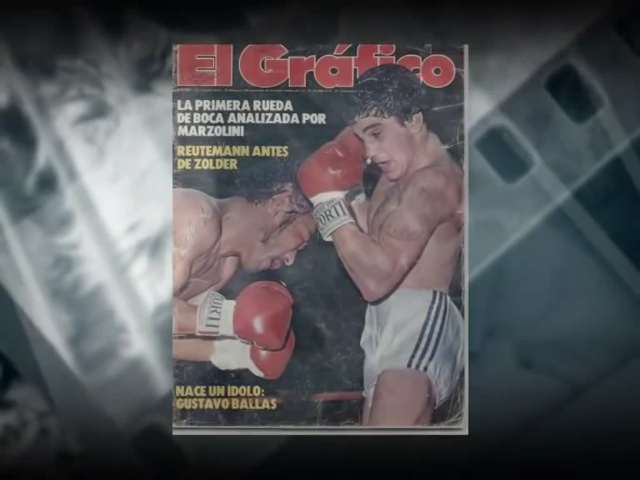 El Gráfico
LA PRIMERA RUEDA
DE BOCA ANALIZADA POR
MARZOLINI
REUTEMANN ANTES
DE ZOLDER
NACE UN IDOLO:
GUSTAVO BALLAS